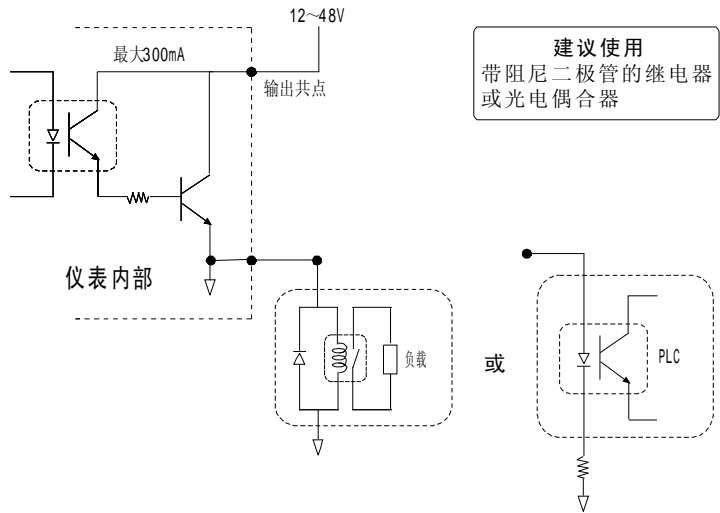 12～48V
最大300mA
输出共点
建议使用
带阻尼二极管的继电器
或光电偶合器
仪表内部
负载
或
PLC